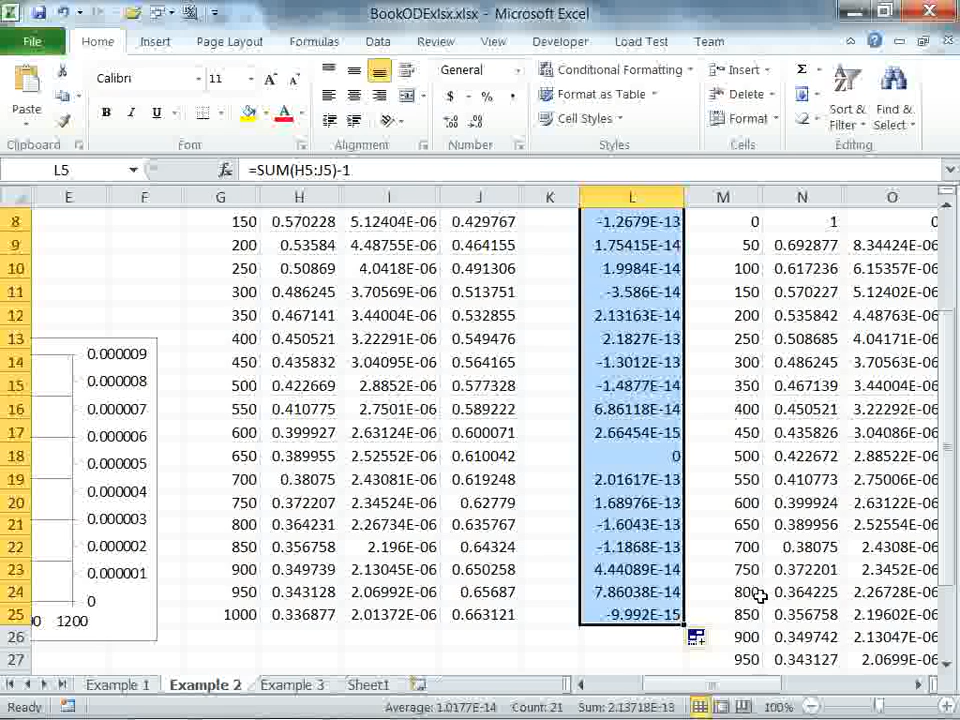 BookODExlsx.xlsx - Microsoft Excel
File Home Insert Page Layout Formulas Data Review View Developer Load Test Team
Paste
Calibri 11
General
Conditional Formatting
Format as Table
Cell Styles
Insert
Delete
Format
Sort & Filter
Find & Select
Clipboard Font Alignment Number Styles Cells Editing
L5 fx =SUM(H5:J5)-1
E F G H I J K L M N O
8 150 0.570228 5.12404E-06 0.429767 -1.2679E-13 0 1 0
9 200 0.53584 4.48755E-06 0.464155 1.75415E-14 50 0.692877 8.34424E-06
10 250 0.50869 4.0418E-06 0.491306 1.9984E-14 100 0.617236 6.15357E-06
11 300 0.486245 3.70569E-06 0.513751 -3.586E-14 150 0.570227 5.12402E-06
12 350 0.467141 3.44004E-06 0.532855 2.13163E-14 200 0.535842 4.48763E-06
13 400 0.450521 3.22291E-06 0.549476 2.1827E-13 250 0.508685 4.04171E-06
14 450 0.435832 3.04095E-06 0.564165 -1.3012E-13 300 0.486245 3.70563E-06
15 500 0.422669 2.8852E-06 0.577328 -1.4877E-14 350 0.467139 3.44004E-06
16 550 0.410775 2.7501E-06 0.589222 6.86118E-14 400 0.450521 3.22292E-06
17 600 0.399927 2.63124E-06 0.600071 2.66454E-15 450 0.435826 3.04086E-06
18 650 0.389955 2.52552E-06 0.610042 0 500 0.422672 2.88522E-06
19 700 0.38075 2.43081E-06 0.619248 2.01617E-13 550 0.410773 2.75006E-06
20 750 0.372207 2.34524E-06 0.62779 1.68976E-13 600 0.399924 2.63122E-06
21 800 0.364231 2.26734E-06 0.635767 -1.6043E-13 650 0.389956 2.52554E-06
22 850 0.356758 2.196E-06 0.64324 -1.1868E-13 700 0.38075 2.4308E-06
23 900 0.349739 2.13045E-06 0.650258 4.44089E-14 750 0.372201 2.3452E-06
24 950 0.343128 2.06992E-06 0.65687 7.86038E-14 800 0.364225 2.26728E-06
25 1000 0.336877 2.01372E-06 0.663121 -9.992E-15 850 0.356758 2.19602E-06
26 900 0.349742 2.13047E-06
27 950 0.343127 2.0699E-06
0.000009
0.000008
0.000007
0.000006
0.000005
0.000004
0.000003
0.000002
0.000001
0
1200
Example 1 Example 2 Example 3 Sheet1
Ready Average: 1.0177E-14 Count: 21 Sum: 2.13718E-13 100%